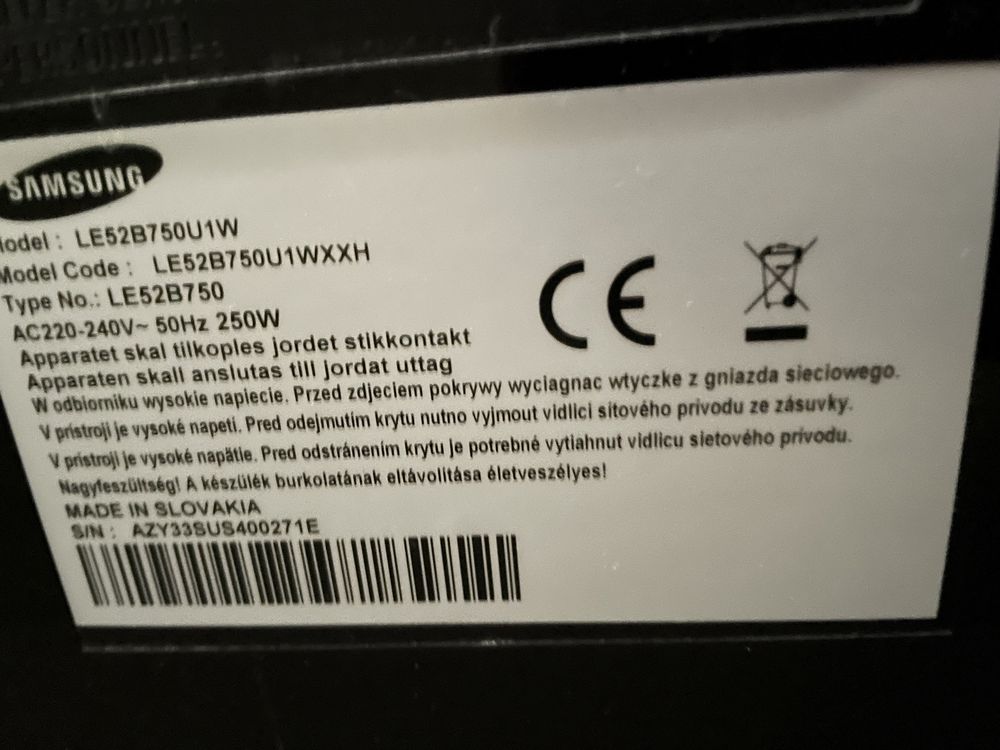 SAMSUNG
Model : LE52B750U1W
Model Code : LE52B750U1WXXH
Type No.: LE52B750
AC220-240V~ 50Hz 250W
Apparatet skal tilkoples jordet stikkontakt
Apparaten skall anslutas till jordat uttag
W odbiorniku wysokie napiecie. Przed zdjeciem pokrywy wyciagnac wtyczke z gniazda sieciowego.
V prístroji je vysoké napetí. Pred odejmutím krytu nutno vyjmout vidlici sítového prívodu ze zásuvky.
V prístroji je vysoké napätie. Pred odstránením krytu je potrebné vytiahnut vidlicu sietového prívodu.
Nagyfeszültség! A készülék burkolatának eltávolítása életveszélyes!
MADE IN SLOVAKIA
S/N : AZY33SUS400271E
CE